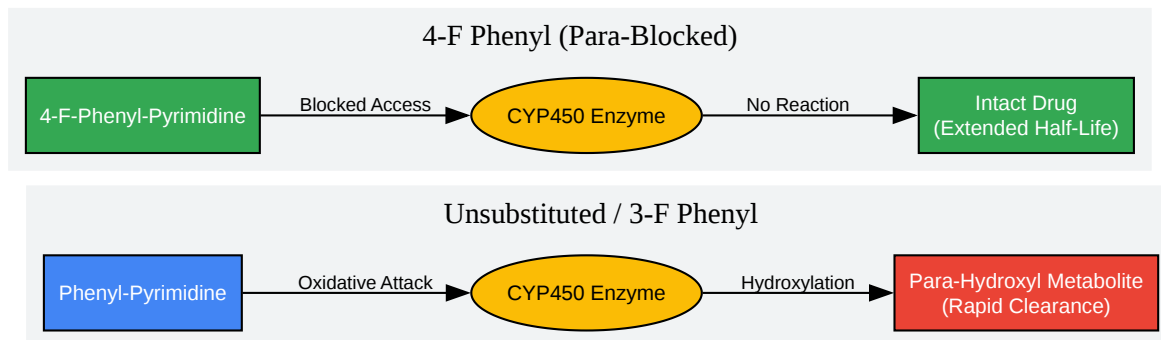 4-F Phenyl (Para-Blocked)
4-F-Phenyl-Pyrimidine
Blocked Access
CYP450 Enzyme
No Reaction
Intact Drug
(Extended Half-Life)
Unsubstituted / 3-F Phenyl
Phenyl-Pyrimidine
Oxidative Attack
CYP450 Enzyme
Hydroxylation
Para-Hydroxyl Metabolite
(Rapid Clearance)